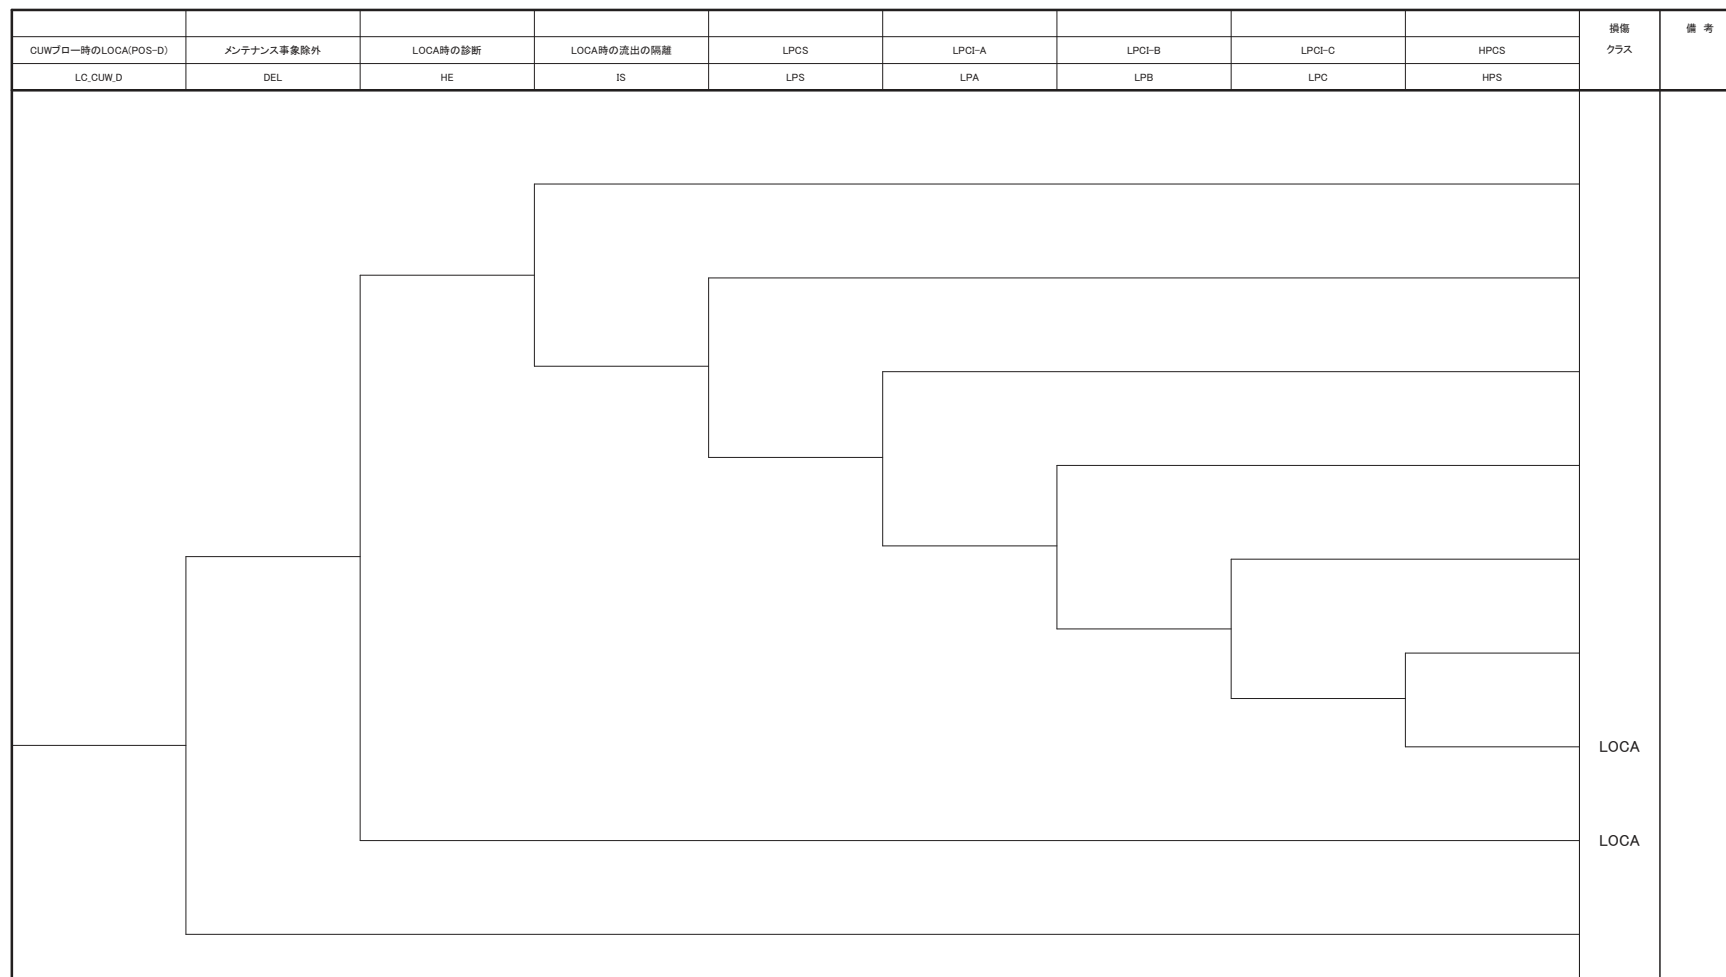 損傷
備 考
CUWブロー時のLOCA(POS-D)
メンテナンス事象除外
LOCA時の診断
LOCA時の流出の隔離
LPCS
LPCI-A
LPCI-B
LPCI-C
HPCS
クラス
LC_CUW_D
DEL
HE
IS
LPS
LPA
LPB
LPC
HPS
LOCA
LOCA